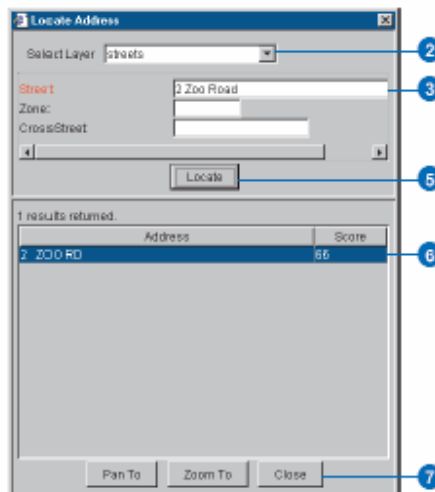 Locate Address
Select Layer streets
2
Street 2 Zoo Road
3
Zone:
CrossStreet
Locate
5
1 results returned.
Address Score
2 ZOO RD 66
6
Pan To Zoom To Close
7